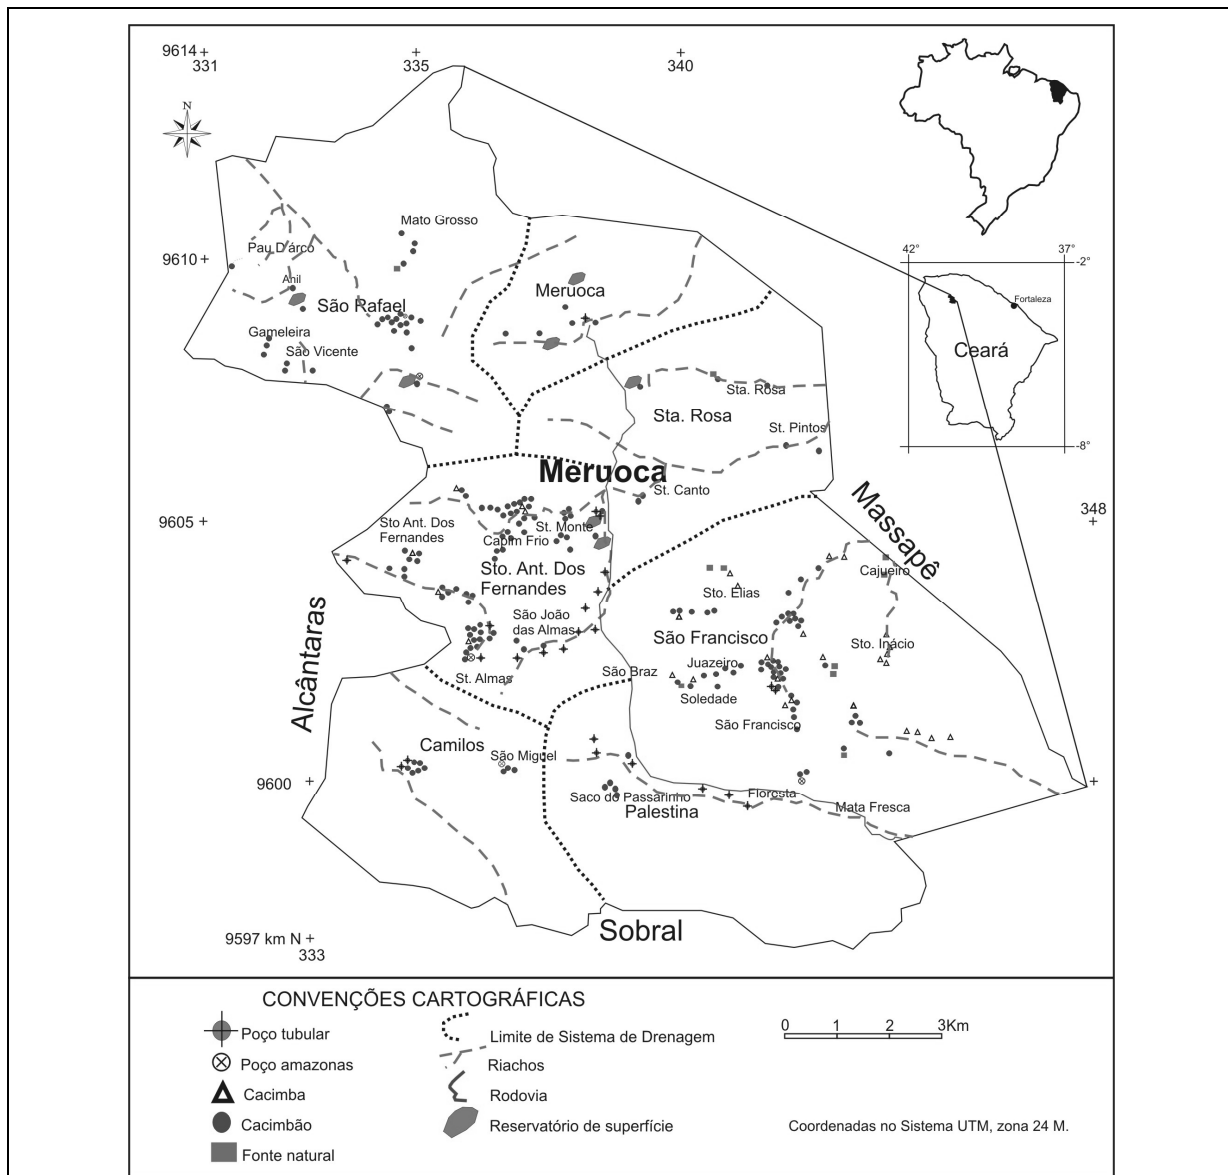 9614
331
335
340
N
42°
37°
-2°
Fortaleza
Ceará
-8°
Mato Grosso
Pau D'árco
9610
Anil
São Rafael
Meruoca
Gameleira
São Vicente
Sta. Rosa
Sta. Rosa
St. Pintos
Meruoca
St. Canto
Massapê
348
9605
Sto Ant. Dos
Fernandes
St. Monte
Capim Frio
Sto. Ant. Dos
Fernandes
Cajueiro
Sto. Elias
São João
das Almas
São Francisco
Sto. Inácio
Alcântaras
São Braz
Juazeiro
St. Almas
Soledade
São Francisco
Camilos
São Miguel
9600
Saco do Passarinho
Floresta
Palestina
Mata Fresca
Sobral
9597 km N
333
CONVENÇÕES CARTOGRÁFICAS
Poço tubular
Poço amazonas
Cacimba
Cacimbão
Fonte natural
Limite de Sistema de Drenagem
Riachos
Rodovia
Reservatório de superfície
0 1 2 3Km
Coordenadas no Sistema UTM, zona 24 M.